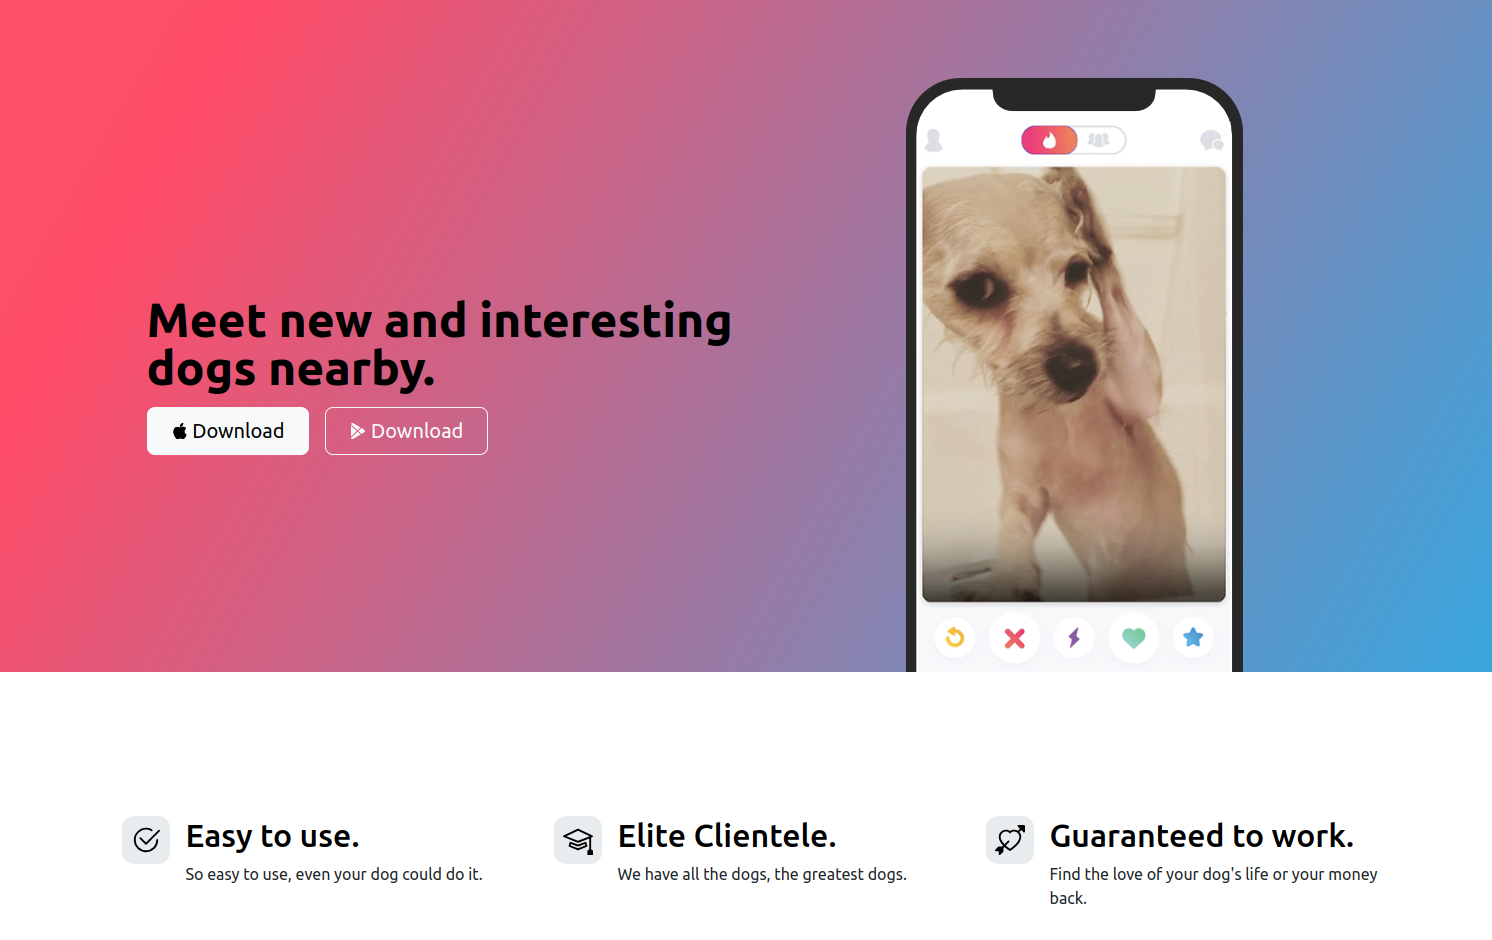 Meet new and interesting
dogs nearby.
Download
Download
Easy to use.
So easy to use, even your dog could do it.
Elite Clientele.
We have all the dogs, the greatest dogs.
Guaranteed to work.
Find the love of your dog's life or your money
back.